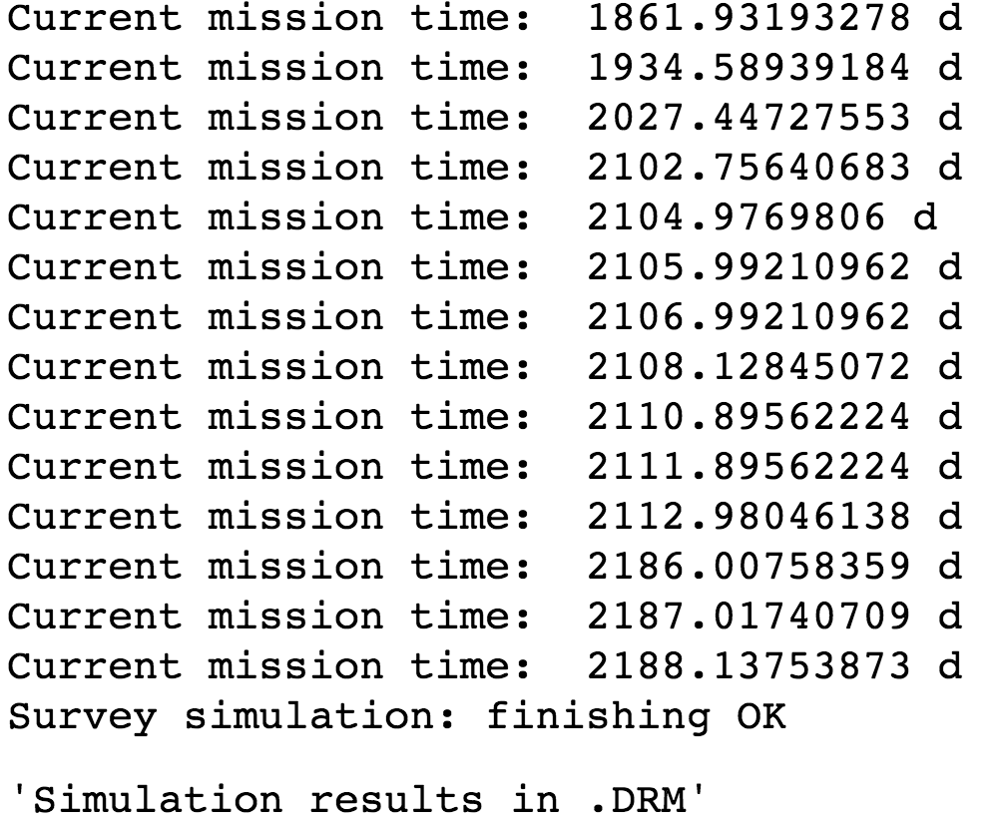 Current mission time:  1861.93193278 d
Current mission time:  1934.58939184 d
Current mission time:  2027.44727553 d
Current mission time:  2102.75640683 d
Current mission time:  2104.9769806 d
Current mission time:  2105.99210962 d
Current mission time:  2106.99210962 d
Current mission time:  2108.12845072 d
Current mission time:  2110.89562224 d
Current mission time:  2111.89562224 d
Current mission time:  2112.98046138 d
Current mission time:  2186.00758359 d
Current mission time:  2187.01740709 d
Current mission time:  2188.13753873 d
Survey simulation: finishing OK
'Simulation results in .DRM'